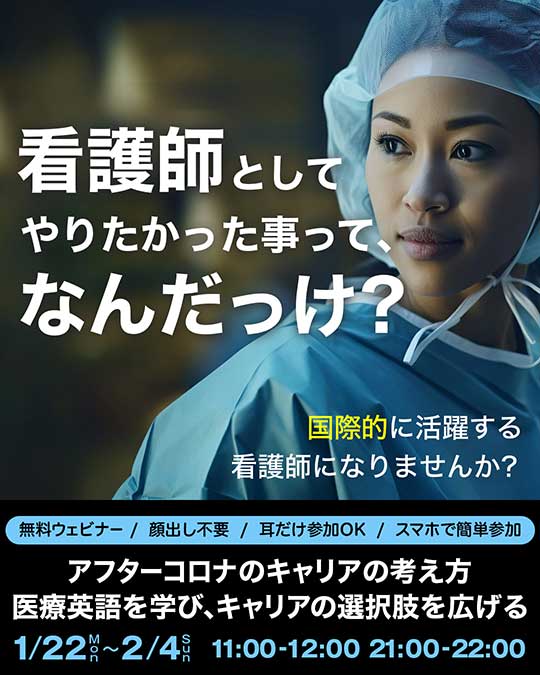 看護師として
やりたかった事って、
なんだっけ?
国際的に活躍する
看護師になりませんか?
無料ウェビナー / 顔出し不要 / 耳だけ参加OK / スマホで簡単参加
アフターコロナのキャリアの考え方
医療英語を学び、キャリアの選択肢を広げる
1/22Mon～2/4Sun 11:00-12:00 21:00-22:00